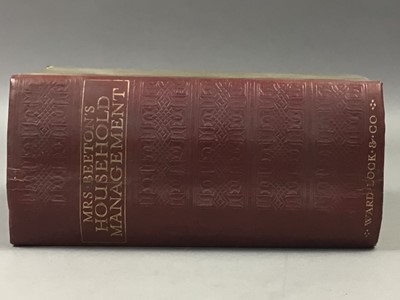 MRS BEETON'S
HOUSEHOLD
MANAGEMENT
WARD · LOCK · & CO